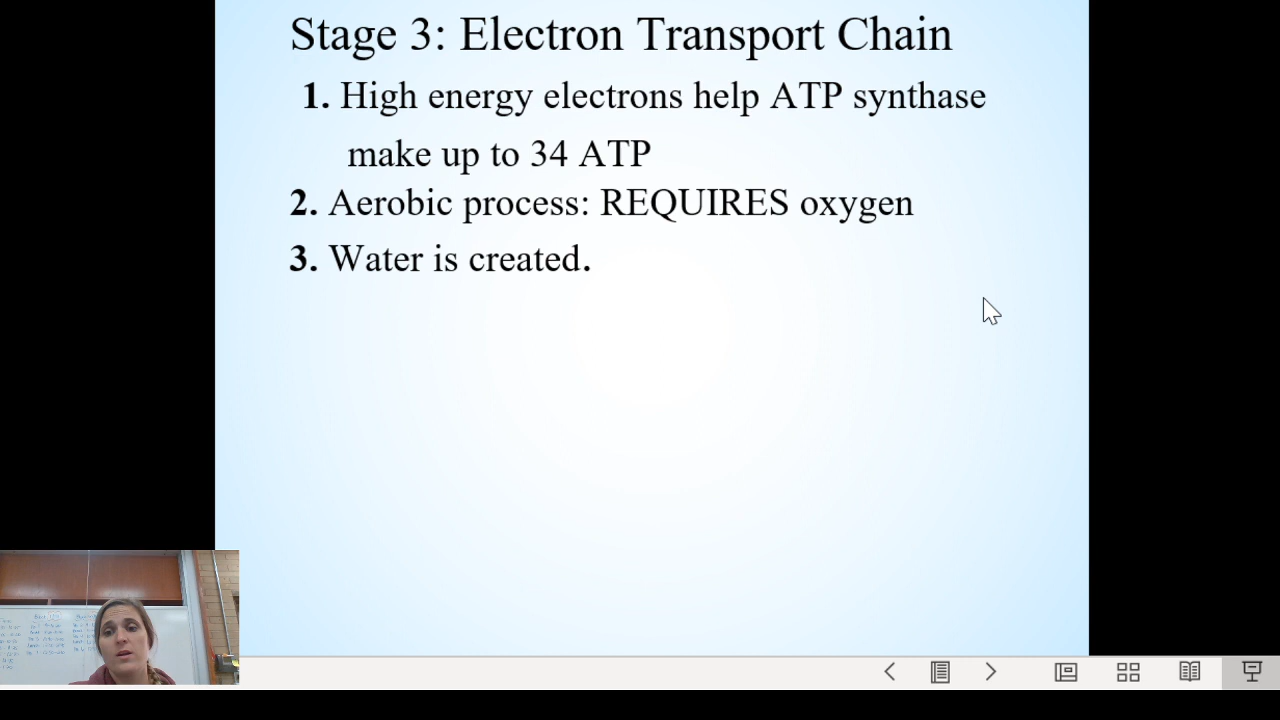 Stage 3: Electron Transport Chain
1. High energy electrons help ATP synthase
make up to 34 ATP
2. Aerobic process: REQUIRES oxygen
3. Water is created.